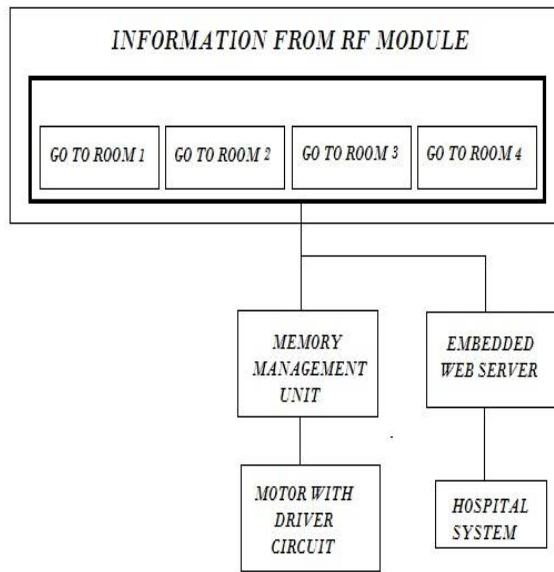 INFORMATION FROM RF MODULE
GO TO ROOM 1
GO TO ROOM 2
GO TO ROOM 3
GO TO ROOM 4
MEMORY
MANAGEMENT
UNIT
EMBEDDED
WEB SERVER
MOTOR WITH
DRIVER
CIRCUIT
HOSPITAL
SYSTEM